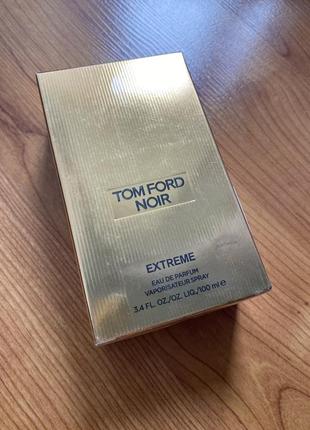 TOM FORD
NOIR
EXTREME
EAU DE PARFUM
VAPORISATEUR SPRAY
3.4 FL. OZ./OZ. LIQ./100 ml ℮